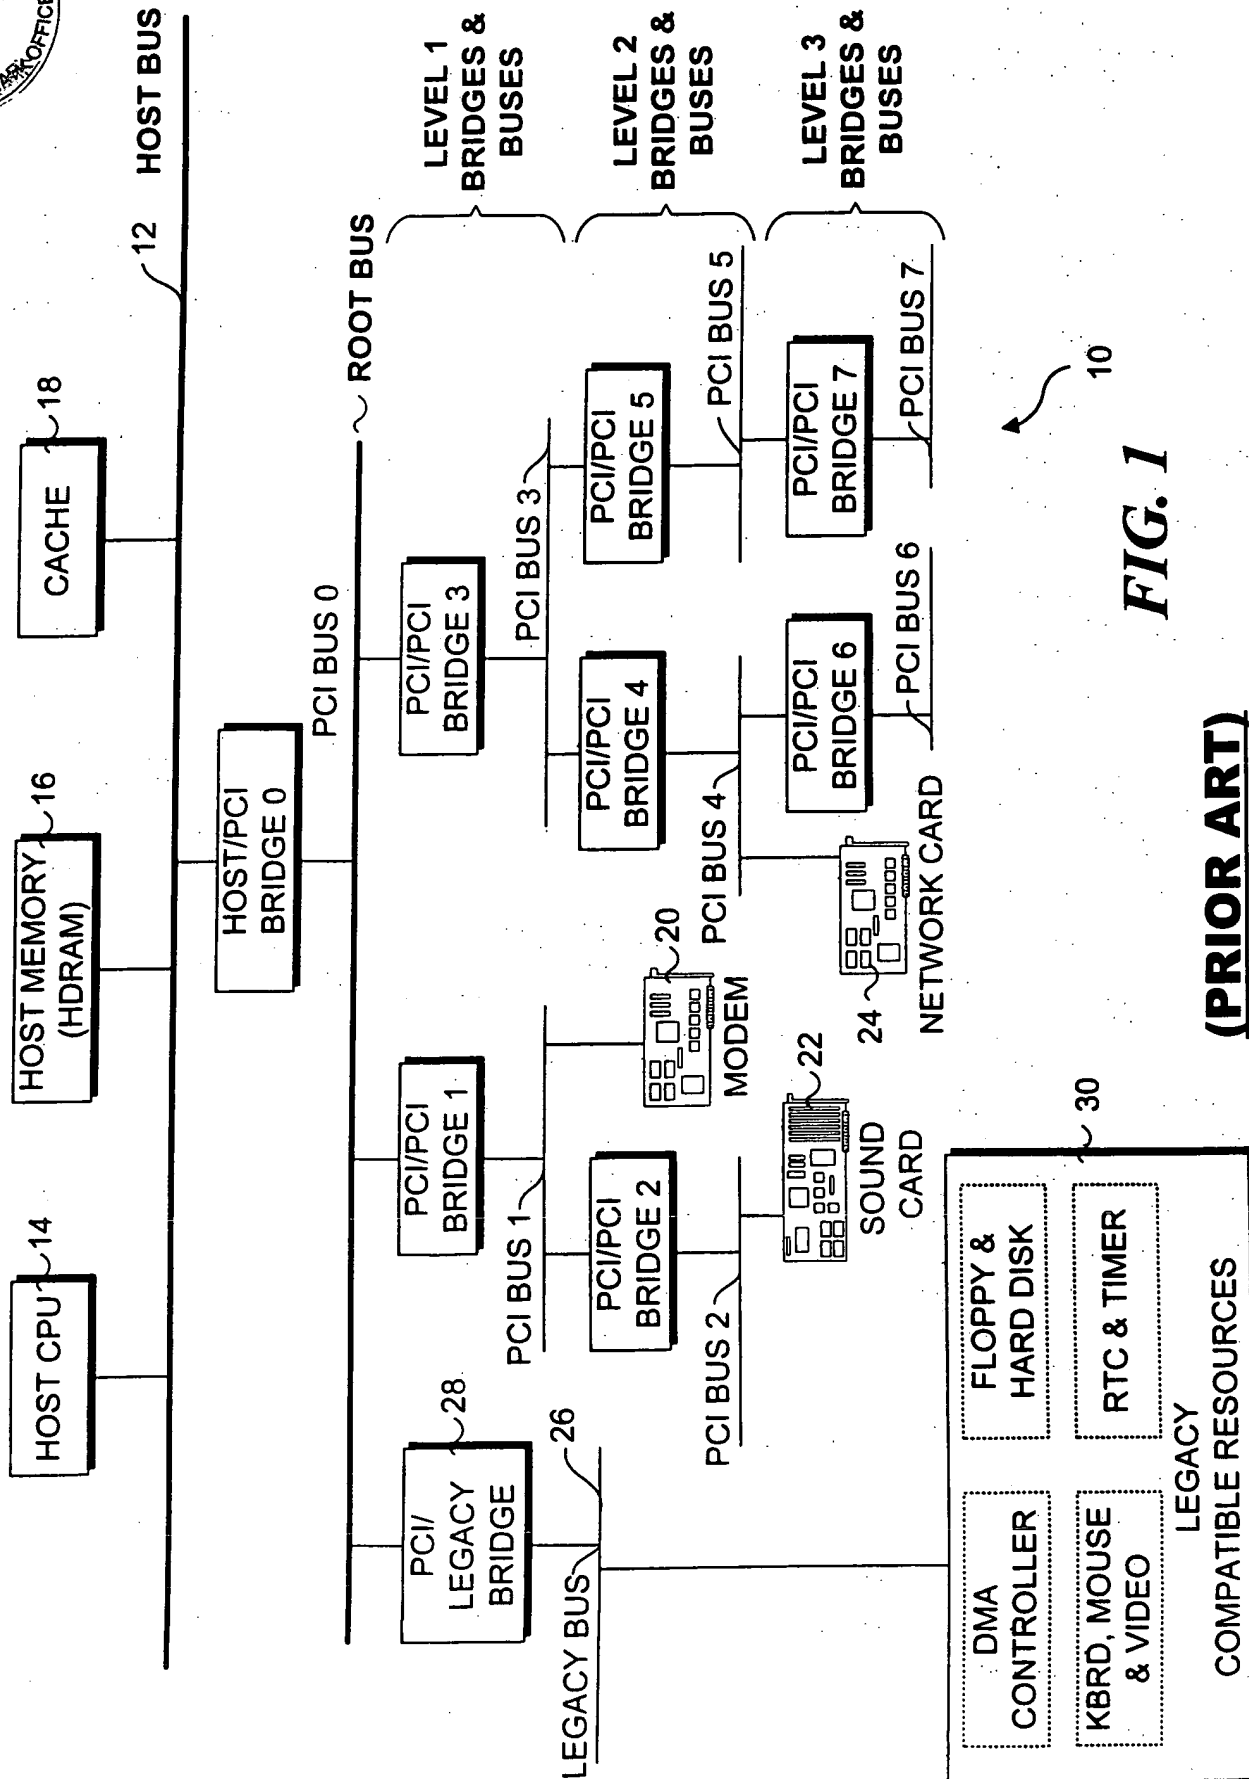 HOST CPU
14
HOST MEMORY
(HDRAM)
16
CACHE
18
12
HOST BUS
HOST/PCI
BRIDGE 0
PCI BUS 0
ROOT BUS
PCI/
LEGACY
BRIDGE
28
PCI/PCI
BRIDGE 1
PCI/PCI
BRIDGE 3
LEVEL 1
BRIDGES &
BUSES
LEGACY BUS
26
PCI BUS 1
PCI BUS 3
PCI/PCI
BRIDGE 2
MODEM
20
PCI/PCI
BRIDGE 4
PCI/PCI
BRIDGE 5
LEVEL 2
BRIDGES &
BUSES
PCI BUS 2
PCI BUS 4
PCI BUS 5
SOUND
CARD
22
24
NETWORK CARD
PCI/PCI
BRIDGE 6
PCI/PCI
BRIDGE 7
LEVEL 3
BRIDGES &
BUSES
PCI BUS 6
PCI BUS 7
DMA
CONTROLLER
FLOPPY &
HARD DISK
KBRD, MOUSE
& VIDEO
RTC & TIMER
30
LEGACY
COMPATIBLE RESOURCES
10
FIG. 1
(PRIOR ART)